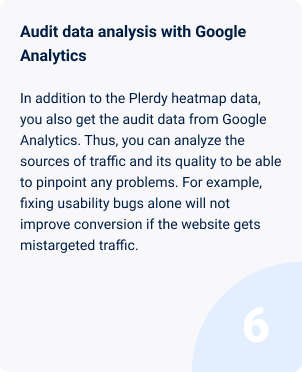 Audit data analysis with Google
Analytics
In addition to the Plerdy heatmap data,
you also get the audit data from Google
Analytics. Thus, you can analyze the
sources of traffic and its quality to be able
to pinpoint any problems. For example,
fixing usability bugs alone will not
improve conversion if the website gets
mistargeted traffic.
6